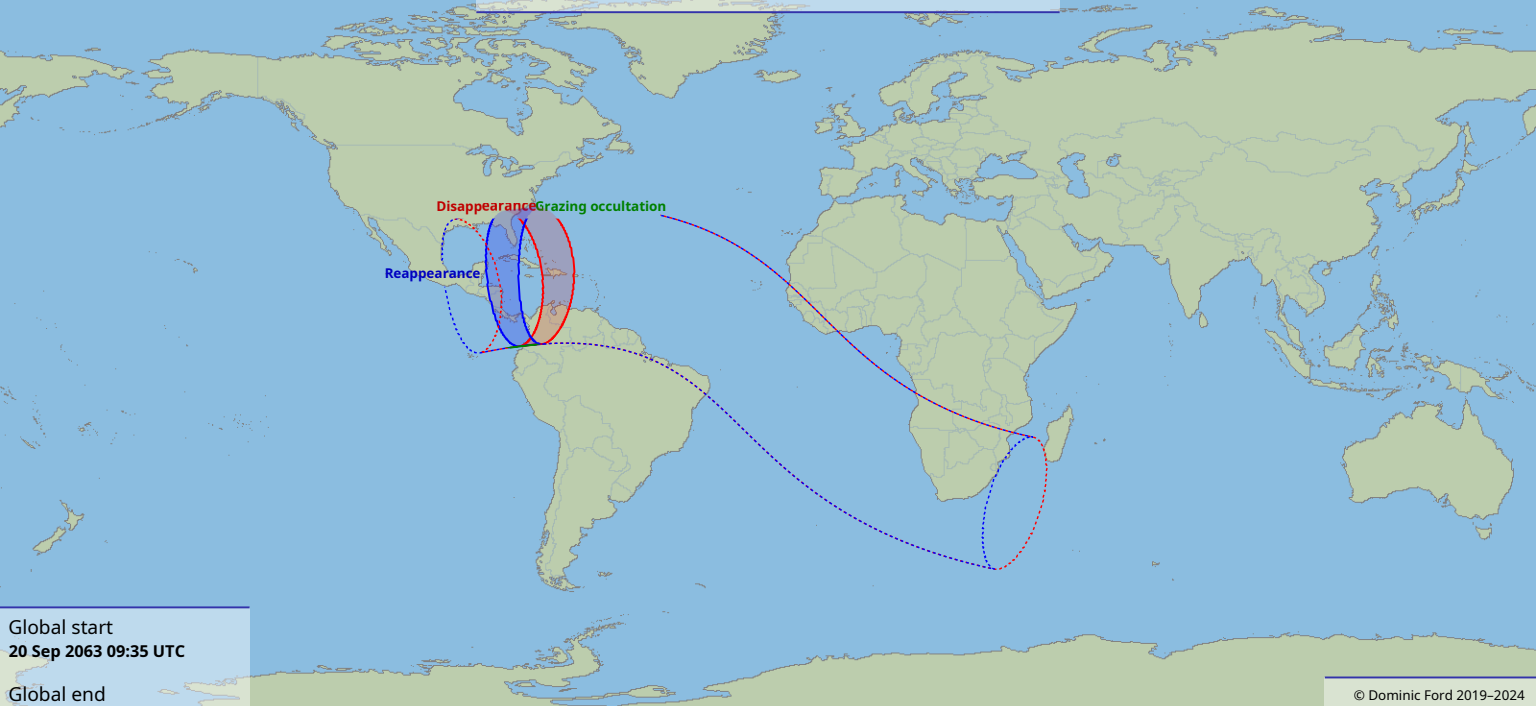 Disappearance
Grazing occultation
Reappearance
Global start
20 Sep 2063 09:35 UTC
Global end
© Dominic Ford 2019–2024